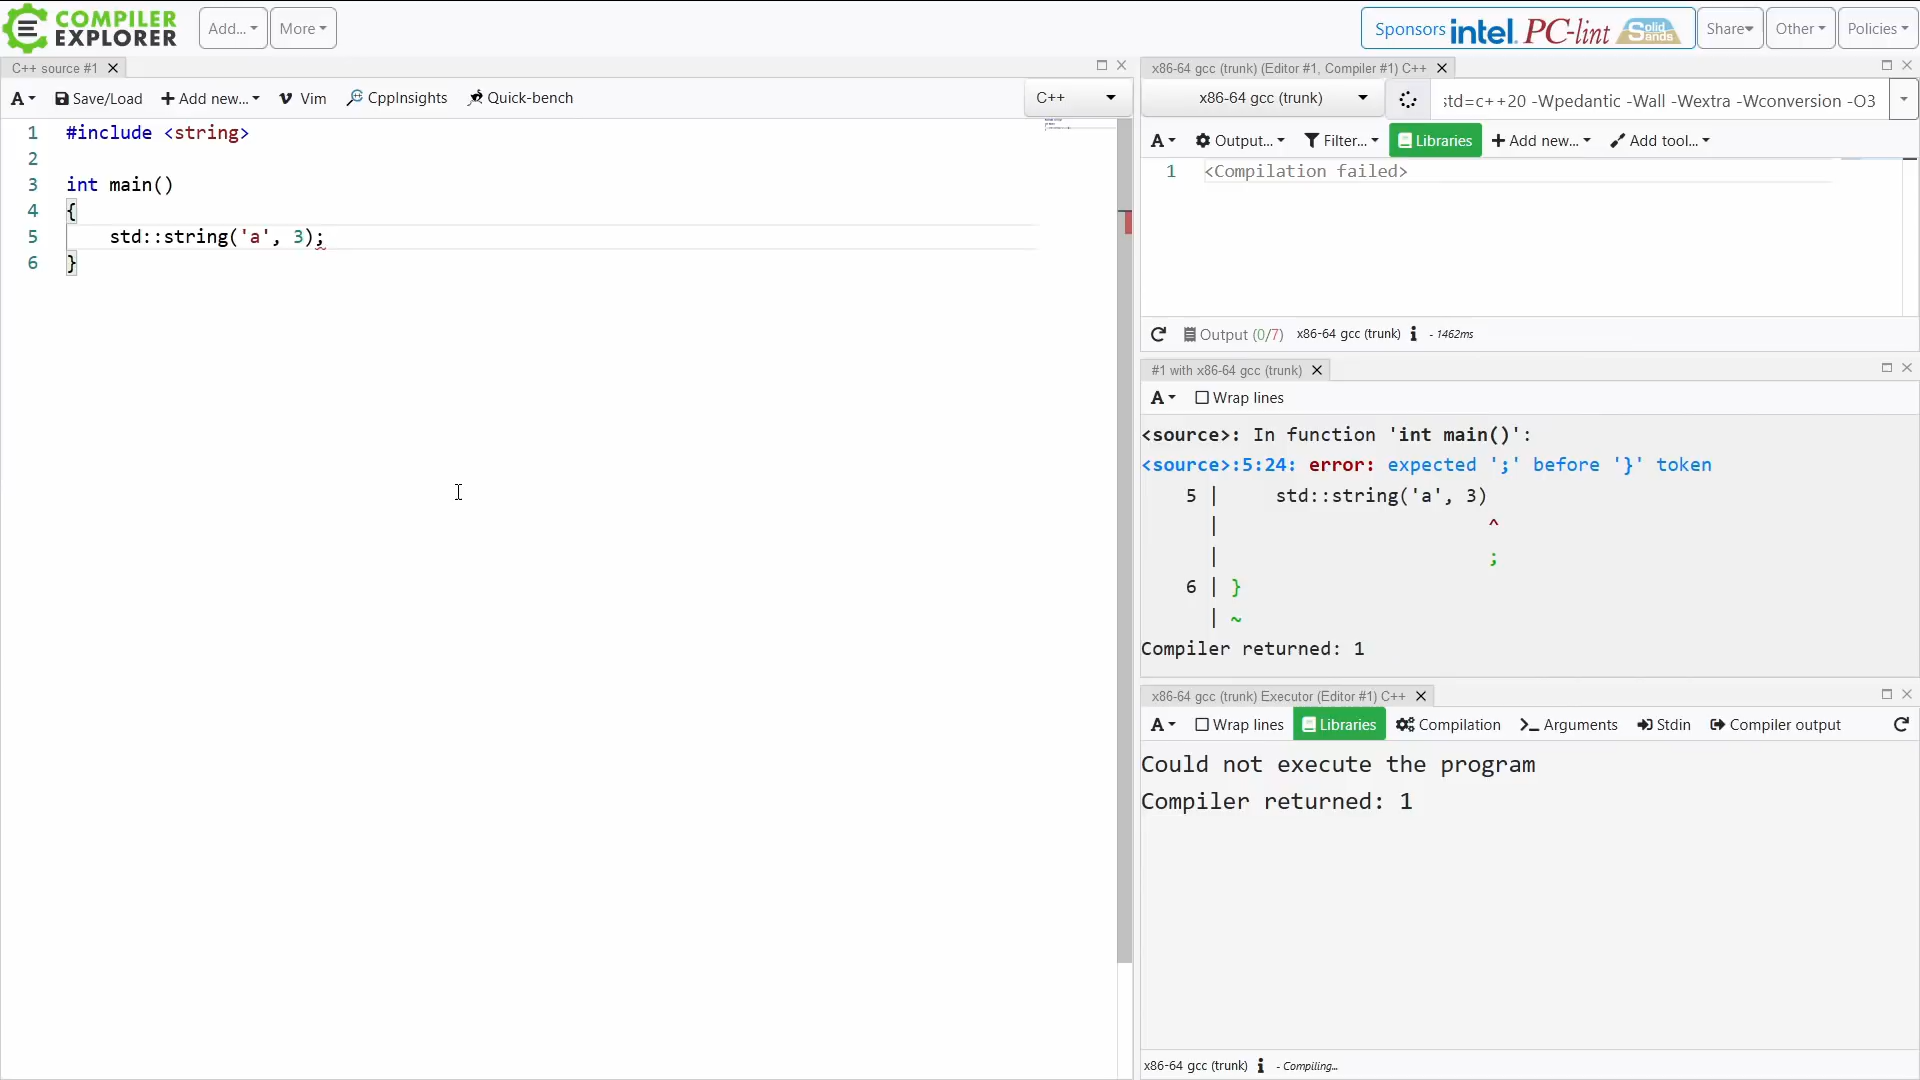 COMPILER
EXPLORER
Add...
More
Sponsors intel. PC-lint Solid Sands
Share
Other
Policies
C++ source #1
A
Save/Load
Add new...
Vim
CppInsights
Quick-bench
C++
1 #include <string>
2
3 int main()
4 {
5 std::string('a', 3);
6 }
x86-64 gcc (trunk) (Editor #1, Compiler #1) C++
x86-64 gcc (trunk)
std=c++20 -Wpedantic -Wall -Wextra -Wconversion -O3
A
Output...
Filter...
Libraries
Add new...
Add tool...
1 <Compilation failed>
Output (0/7) x86-64 gcc (trunk) i - 1462ms
#1 with x86-64 gcc (trunk)
A
Wrap lines
<source>: In function 'int main()':
<source>:5:24: error: expected ';' before '}' token
5 | std::string('a', 3)
| ^
| ;
6 | }
| ~
Compiler returned: 1
x86-64 gcc (trunk) Executor (Editor #1) C++
A
Wrap lines
Libraries
Compilation
Arguments
Stdin
Compiler output
Could not execute the program
Compiler returned: 1
x86-64 gcc (trunk) i - Compiling...